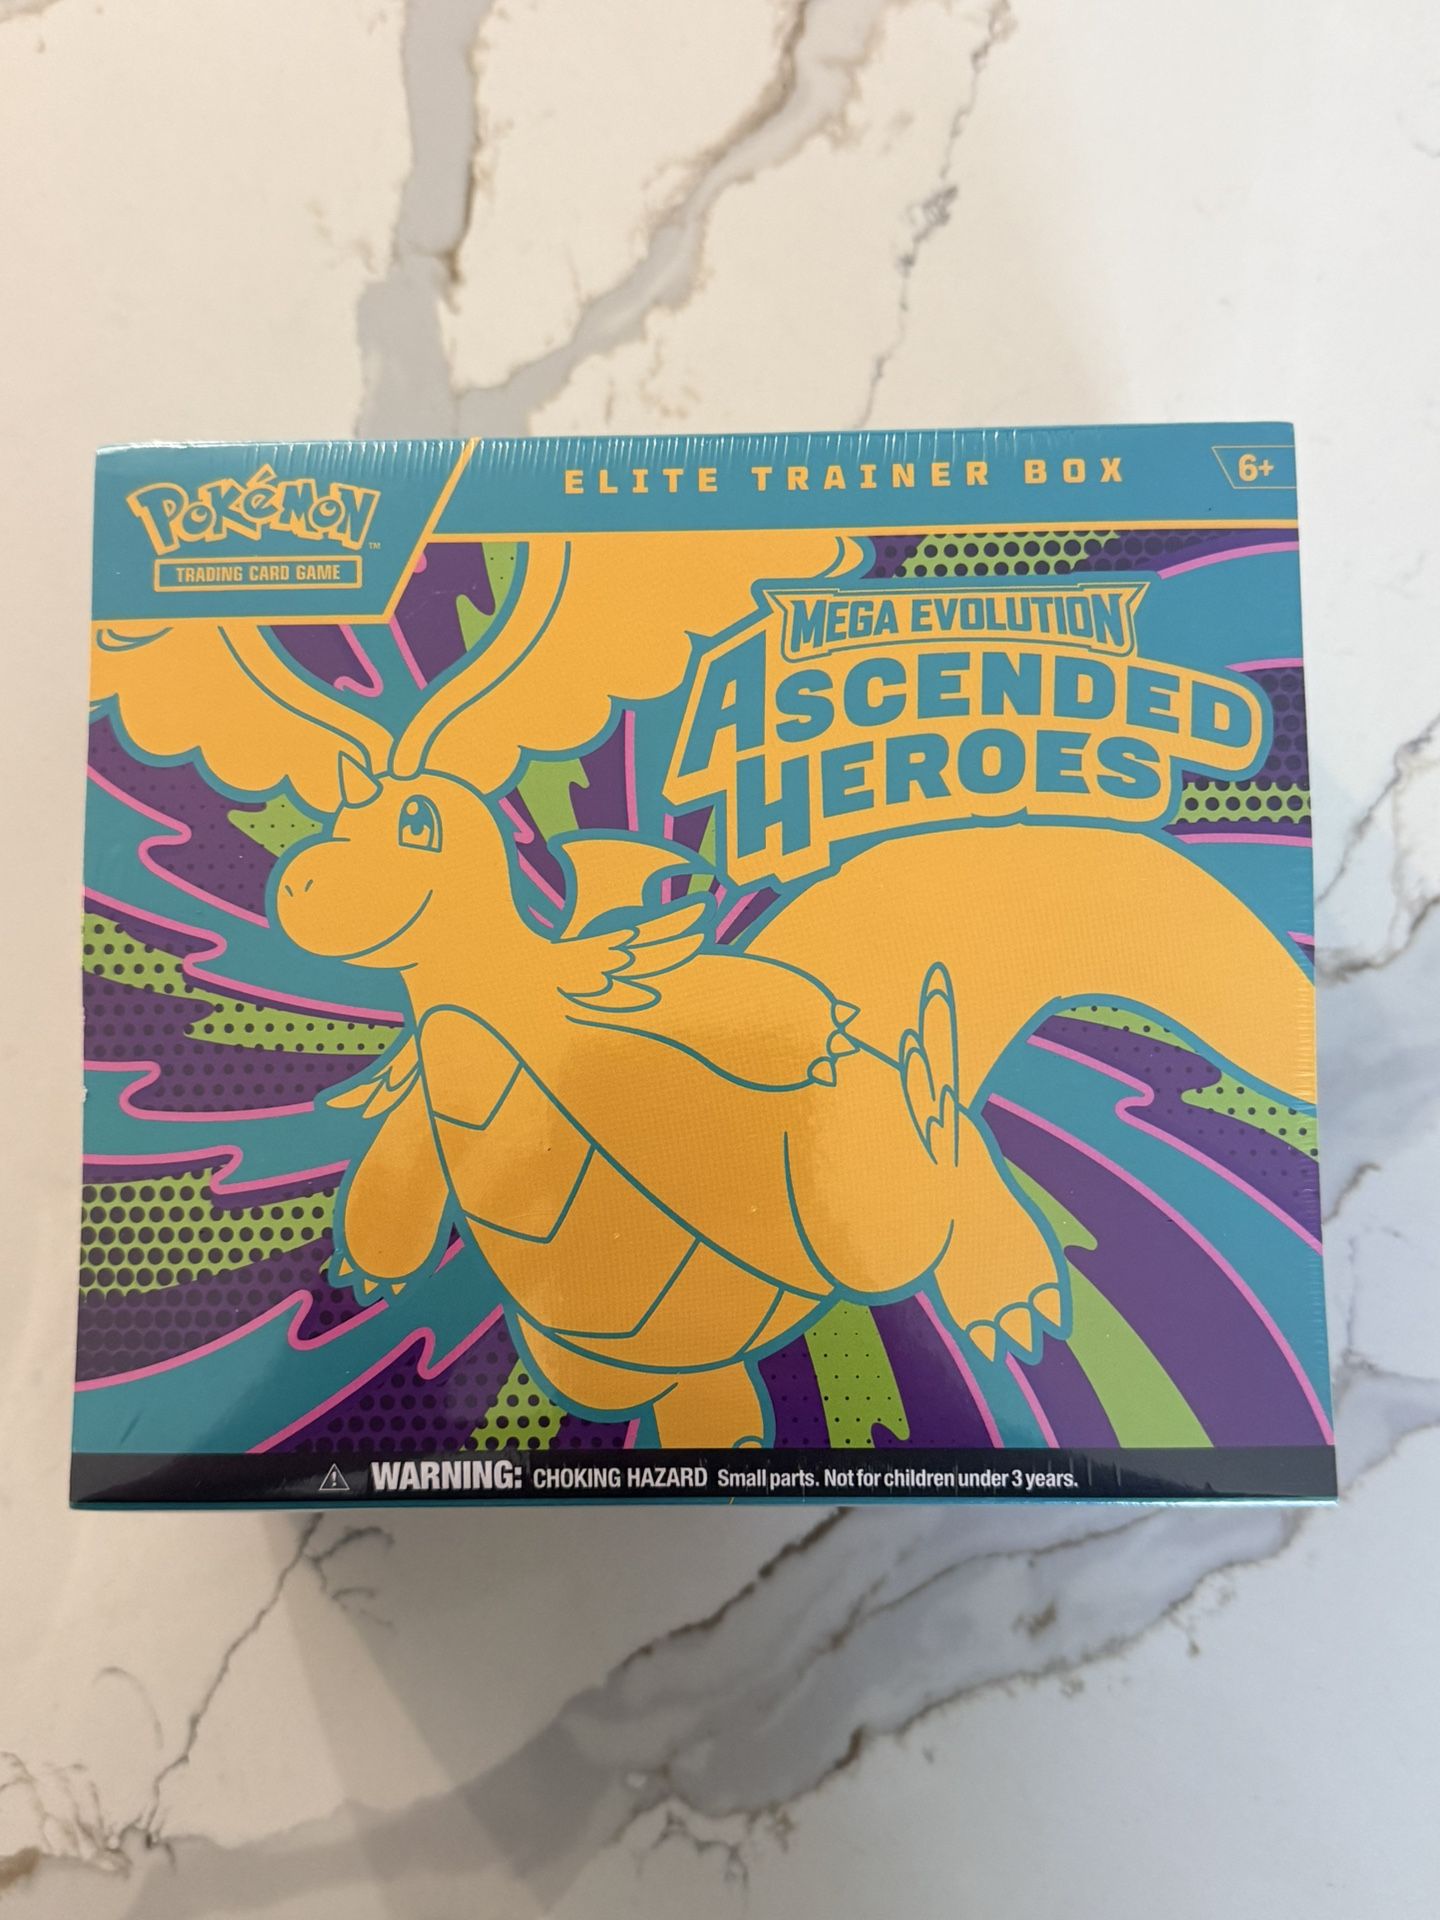 POKéMON™
TRADING CARD GAME
ELITE TRAINER BOX
6+
MEGA EVOLUTION
ASCENDED
HEROES
WARNING: CHOKING HAZARD Small parts. Not for children under 3 years.